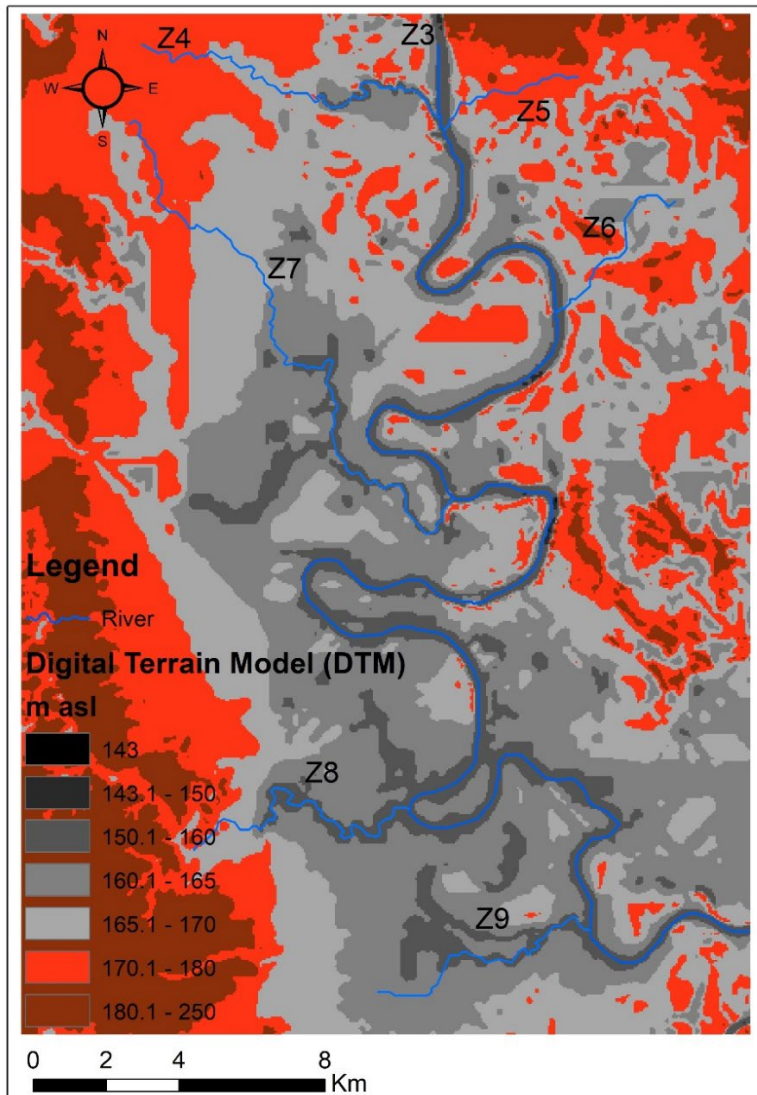 Z4
Z3
N
W E
S
Z5
Z6
Z7
Legend
River
Digital Terrain Model (DTM)
m asl
143
143.1 - 150
150.1 - 160
160.1 - 165
165.1 - 170
170.1 - 180
180.1 - 250
Z8
Z9
0 2 4 8
Km